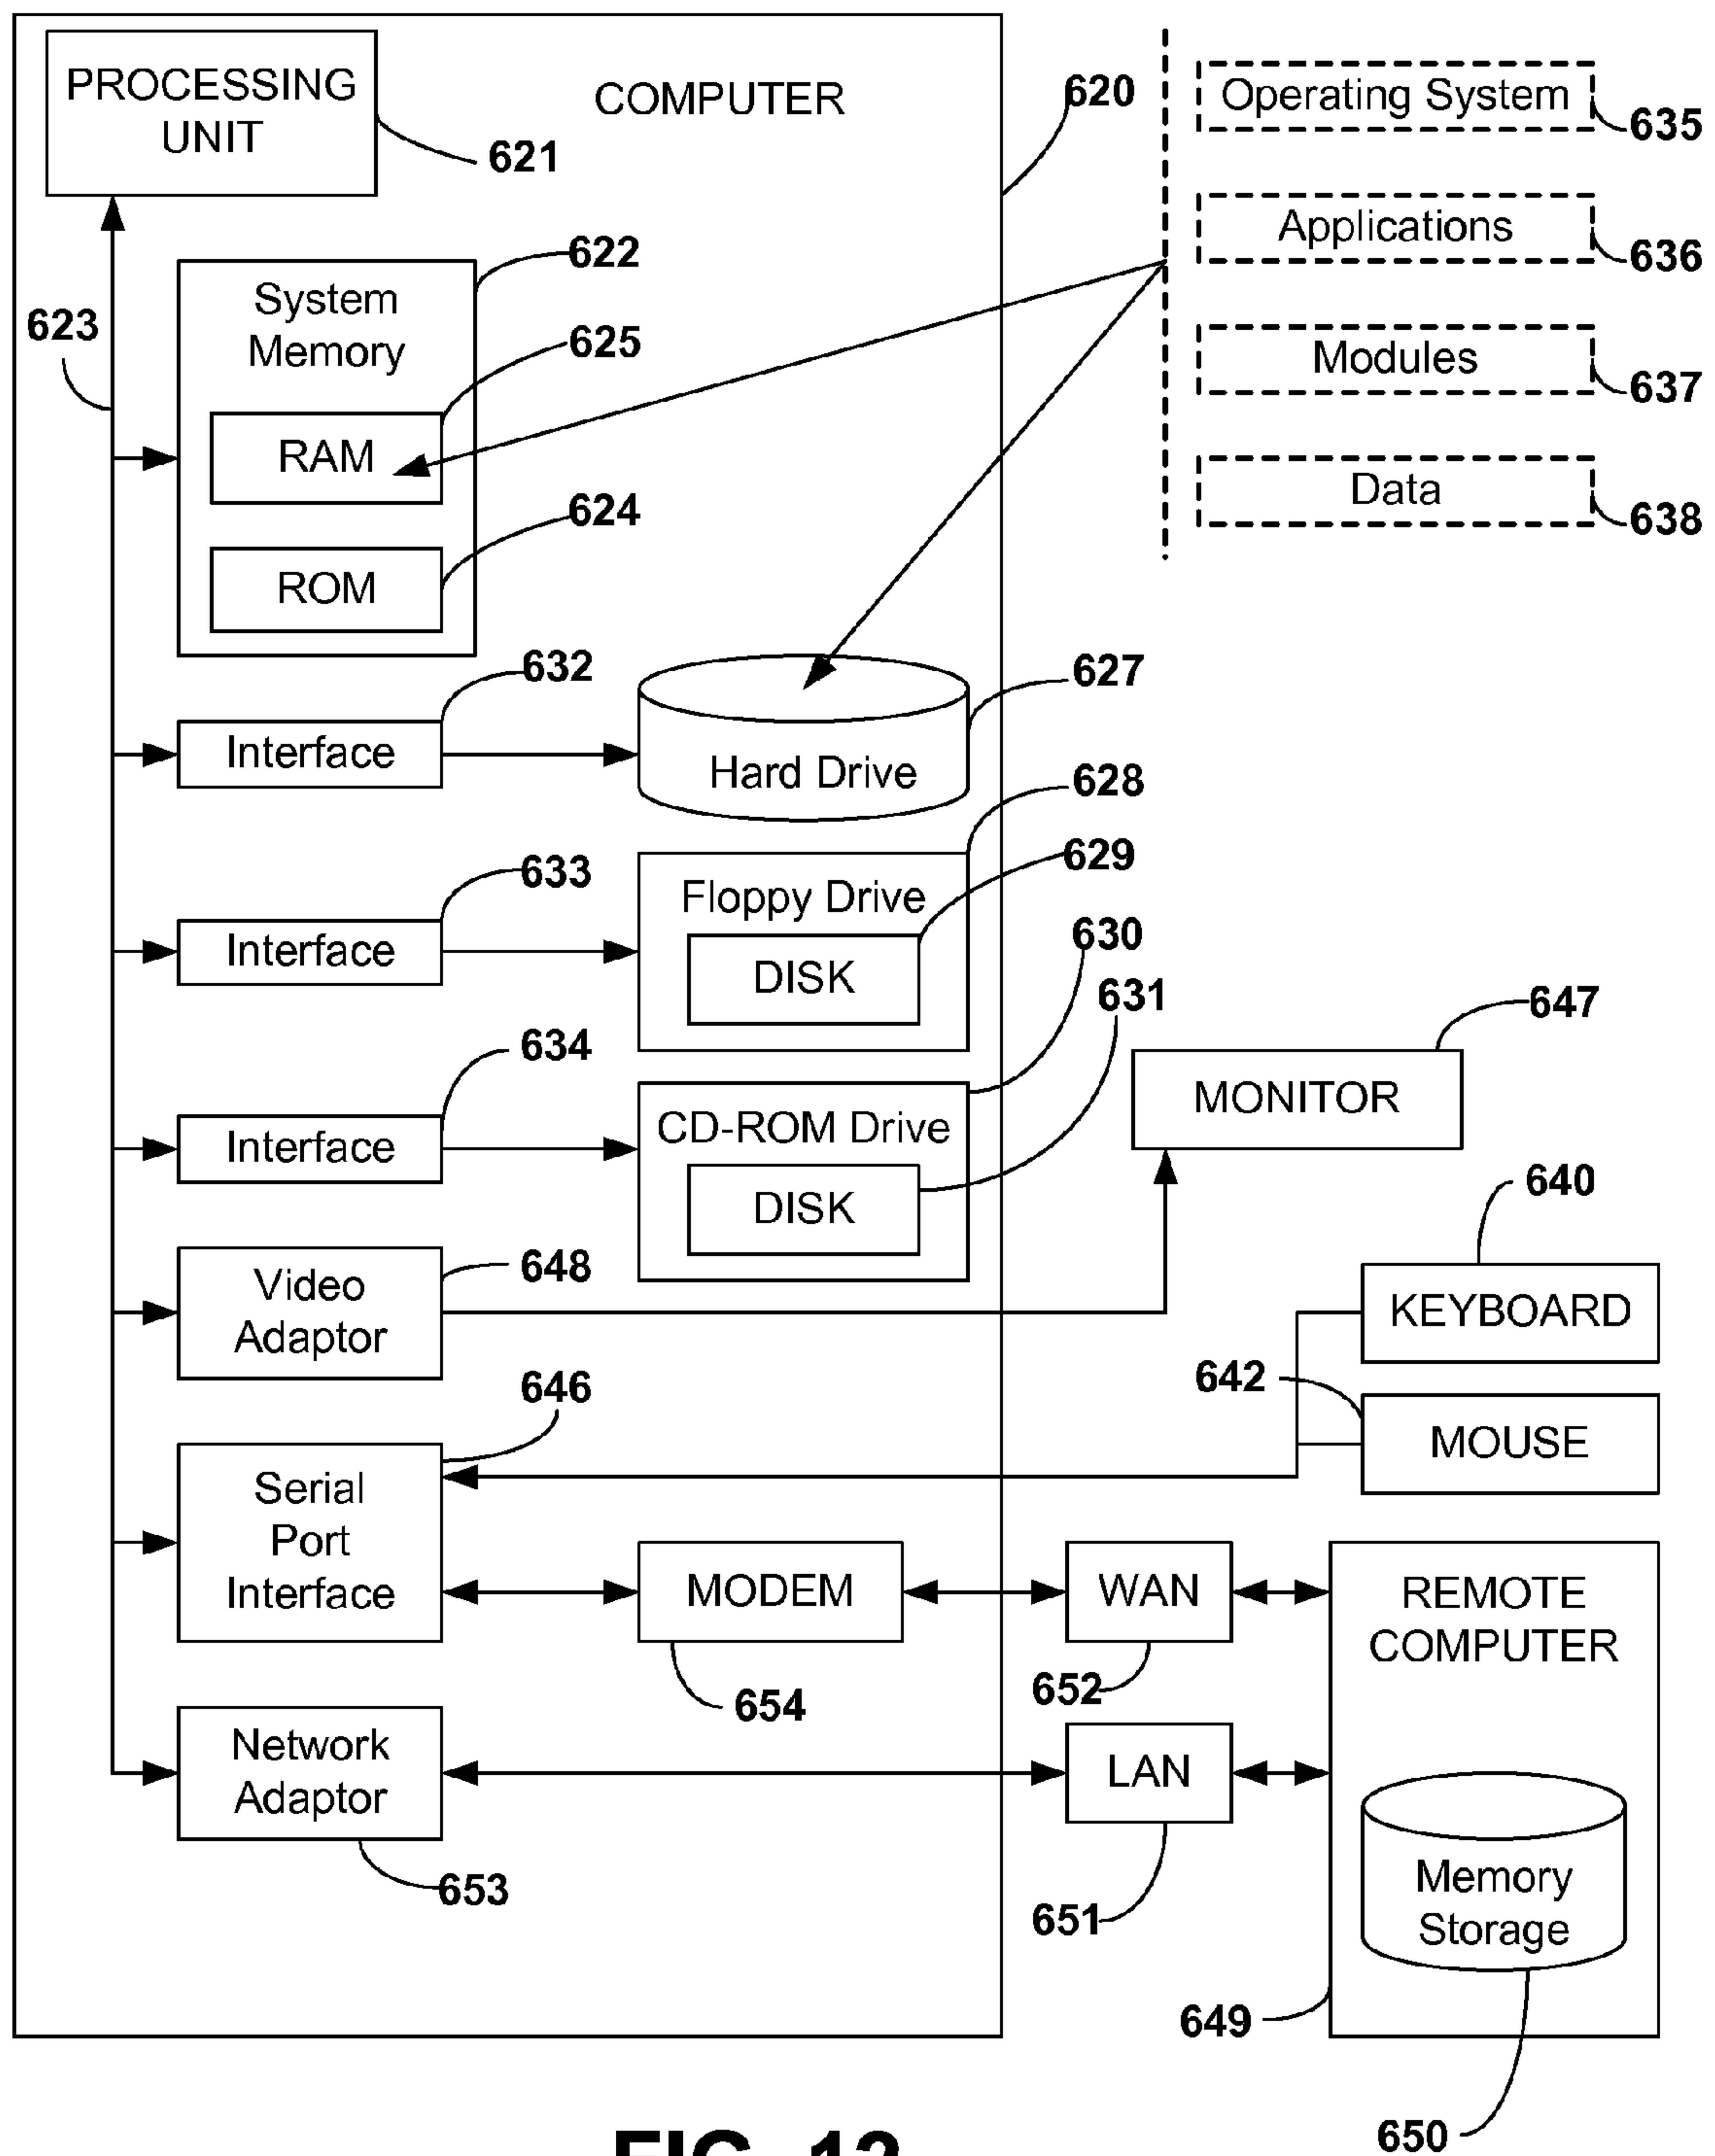 PROCESSING
UNIT
621
COMPUTER
620
Operating System
635
Applications
636
Modules
637
Data
638
623
622
System
Memory
625
RAM
624
ROM
632
Interface
627
Hard Drive
633
Interface
628
629
Floppy Drive
DISK
634
Interface
630
631
CD-ROM Drive
DISK
647
MONITOR
648
Video
Adaptor
640
KEYBOARD
642
MOUSE
646
Serial
Port
Interface
MODEM
654
WAN
652
REMOTE
COMPUTER
Network
Adaptor
653
LAN
651
Memory
Storage
649
650